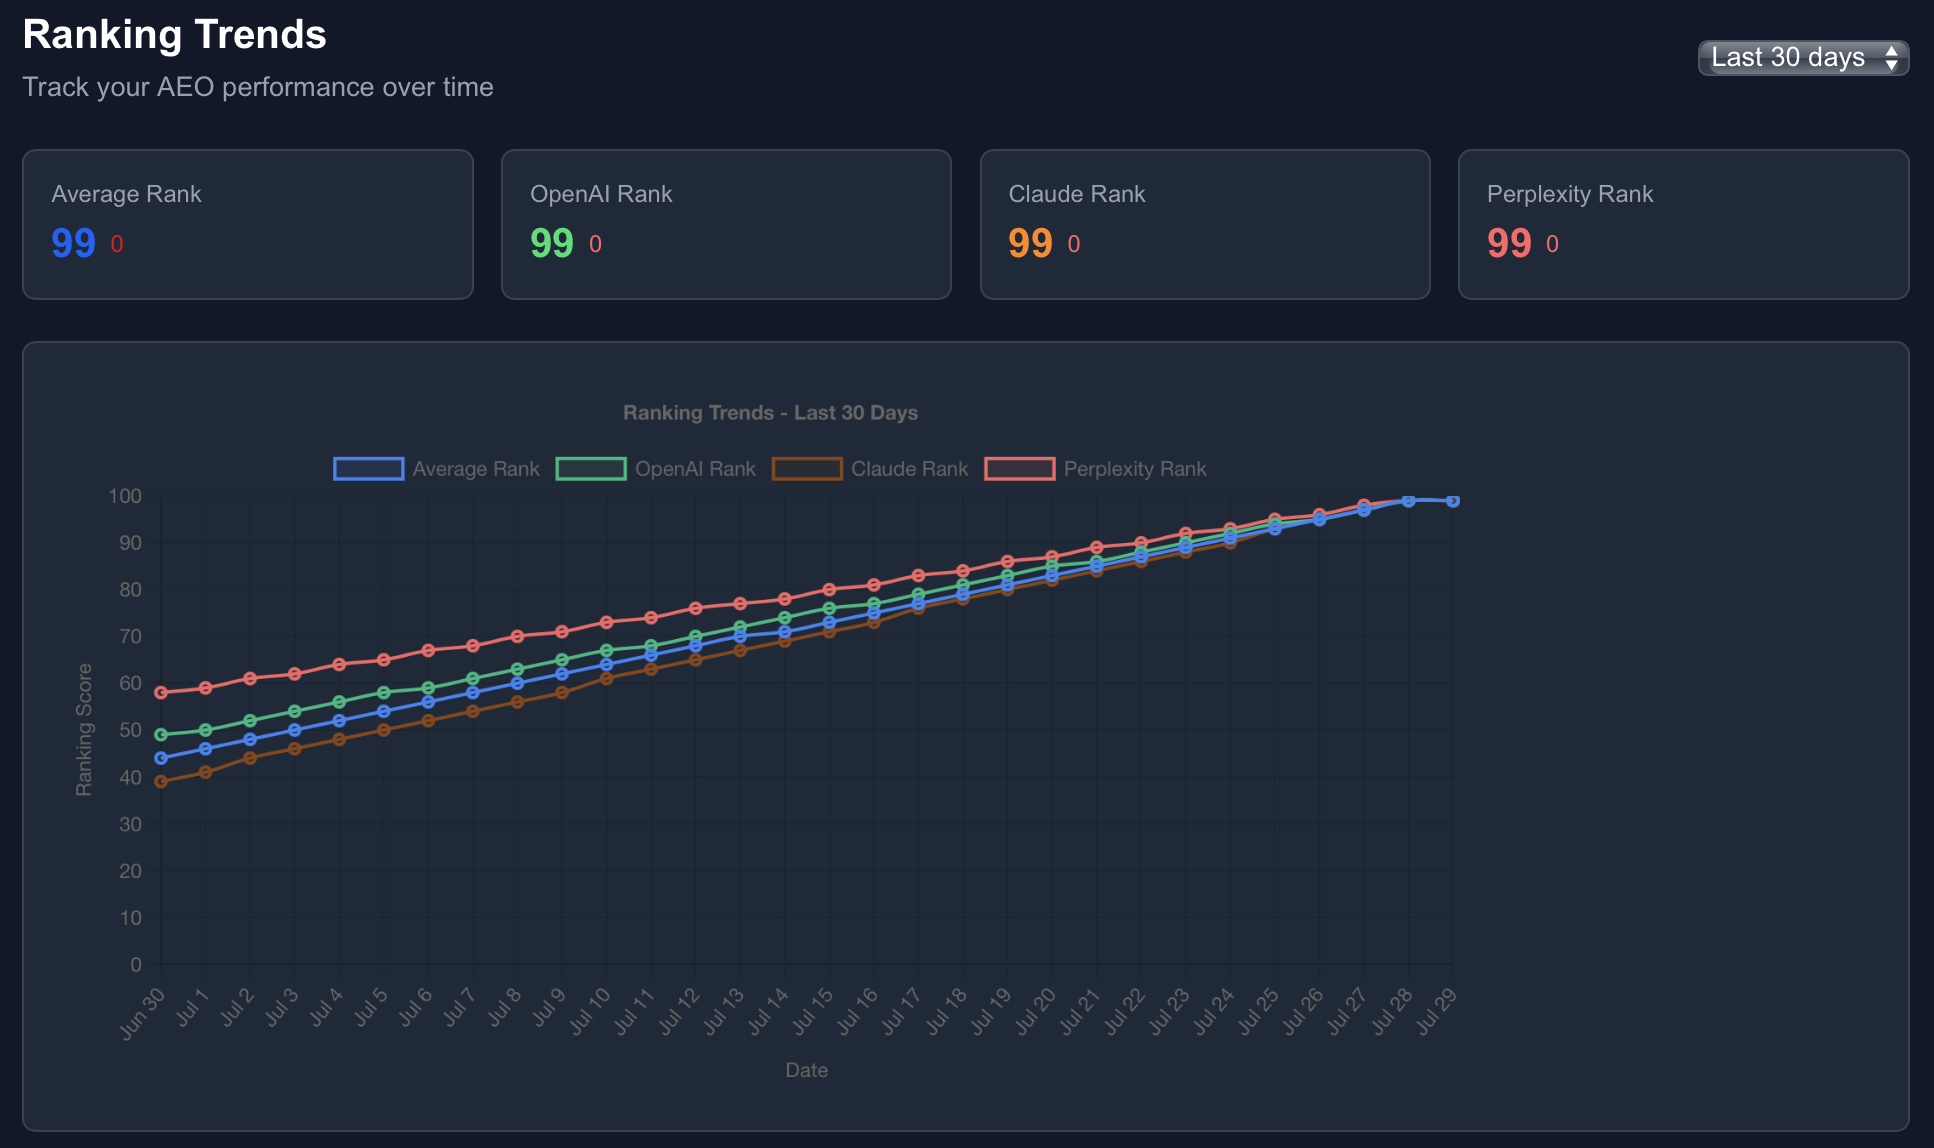 Ranking Trends
Track your AEO performance over time
Last 30 days
Average Rank
99 0
OpenAI Rank
99 0
Claude Rank
99 0
Perplexity Rank
99 0
Ranking Trends - Last 30 Days
Average Rank OpenAI Rank Claude Rank Perplexity Rank
Ranking Score
100
90
80
70
60
50
40
30
20
10
0
Jun 30 Jul 1 Jul 2 Jul 3 Jul 4 Jul 5 Jul 6 Jul 7 Jul 8 Jul 9 Jul 10 Jul 11 Jul 12 Jul 13 Jul 14 Jul 15 Jul 16 Jul 17 Jul 18 Jul 19 Jul 20 Jul 21 Jul 22 Jul 23 Jul 24 Jul 25 Jul 26 Jul 27 Jul 28 Jul 29
Date